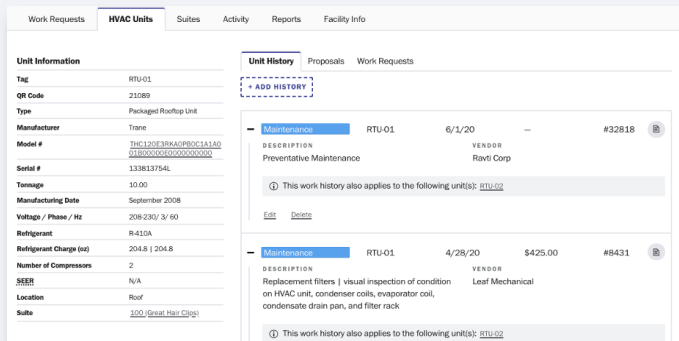 Work Requests HVAC Units Suites Activity Reports Facility Info
Unit Information
Tag RTU-01
QR Code 21089
Type Packaged Rooftop Unit
Manufacturer Trane
Model # THC120E3RKA0PB0C1A1A0
01B00000E0000000000
Serial # 133813754L
Tonnage 10.00
Manufacturing Date September 2008
Voltage / Phase / Hz 208-230/ 3/ 60
Refrigerant R-410A
Refrigerant Charge (oz) 204.8 | 204.8
Number of Compressors 2
SEER N/A
Location Roof
Suite 100 (Great Hair Clips)
Unit History Proposals Work Requests
+ ADD HISTORY
Maintenance RTU-01 6/1/20 — #32818
DESCRIPTION VENDOR
Preventative Maintenance Ravti Corp
This work history also applies to the following unit(s): RTU-02
Edit Delete
Maintenance RTU-01 4/28/20 $425.00 #8431
DESCRIPTION VENDOR
Replacement filters | visual inspection of condition Leaf Mechanical
on HVAC unit, condenser coils, evaporator coil,
condensate drain pan, and filter rack
This work history also applies to the following unit(s): RTU-02